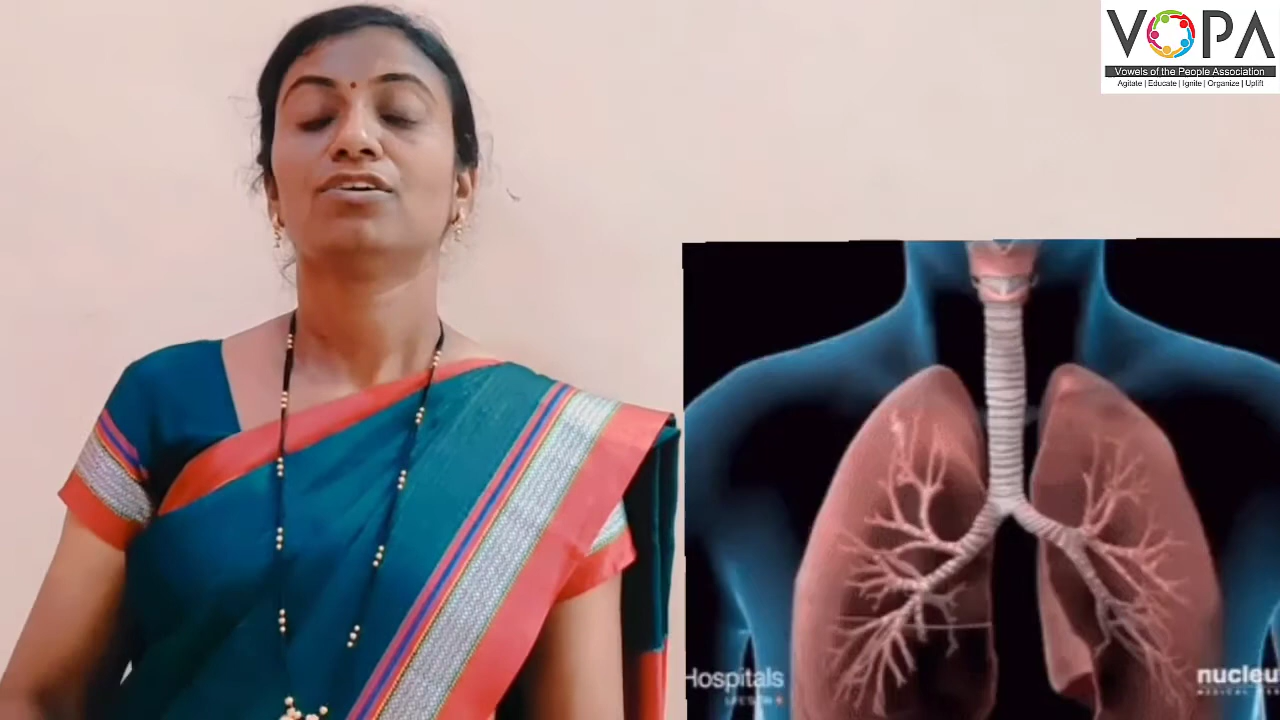 VOPA
Vowels of the People Association
Agitate | Educate | Ignite | Organize | Uplift
Hospitals
nucleu